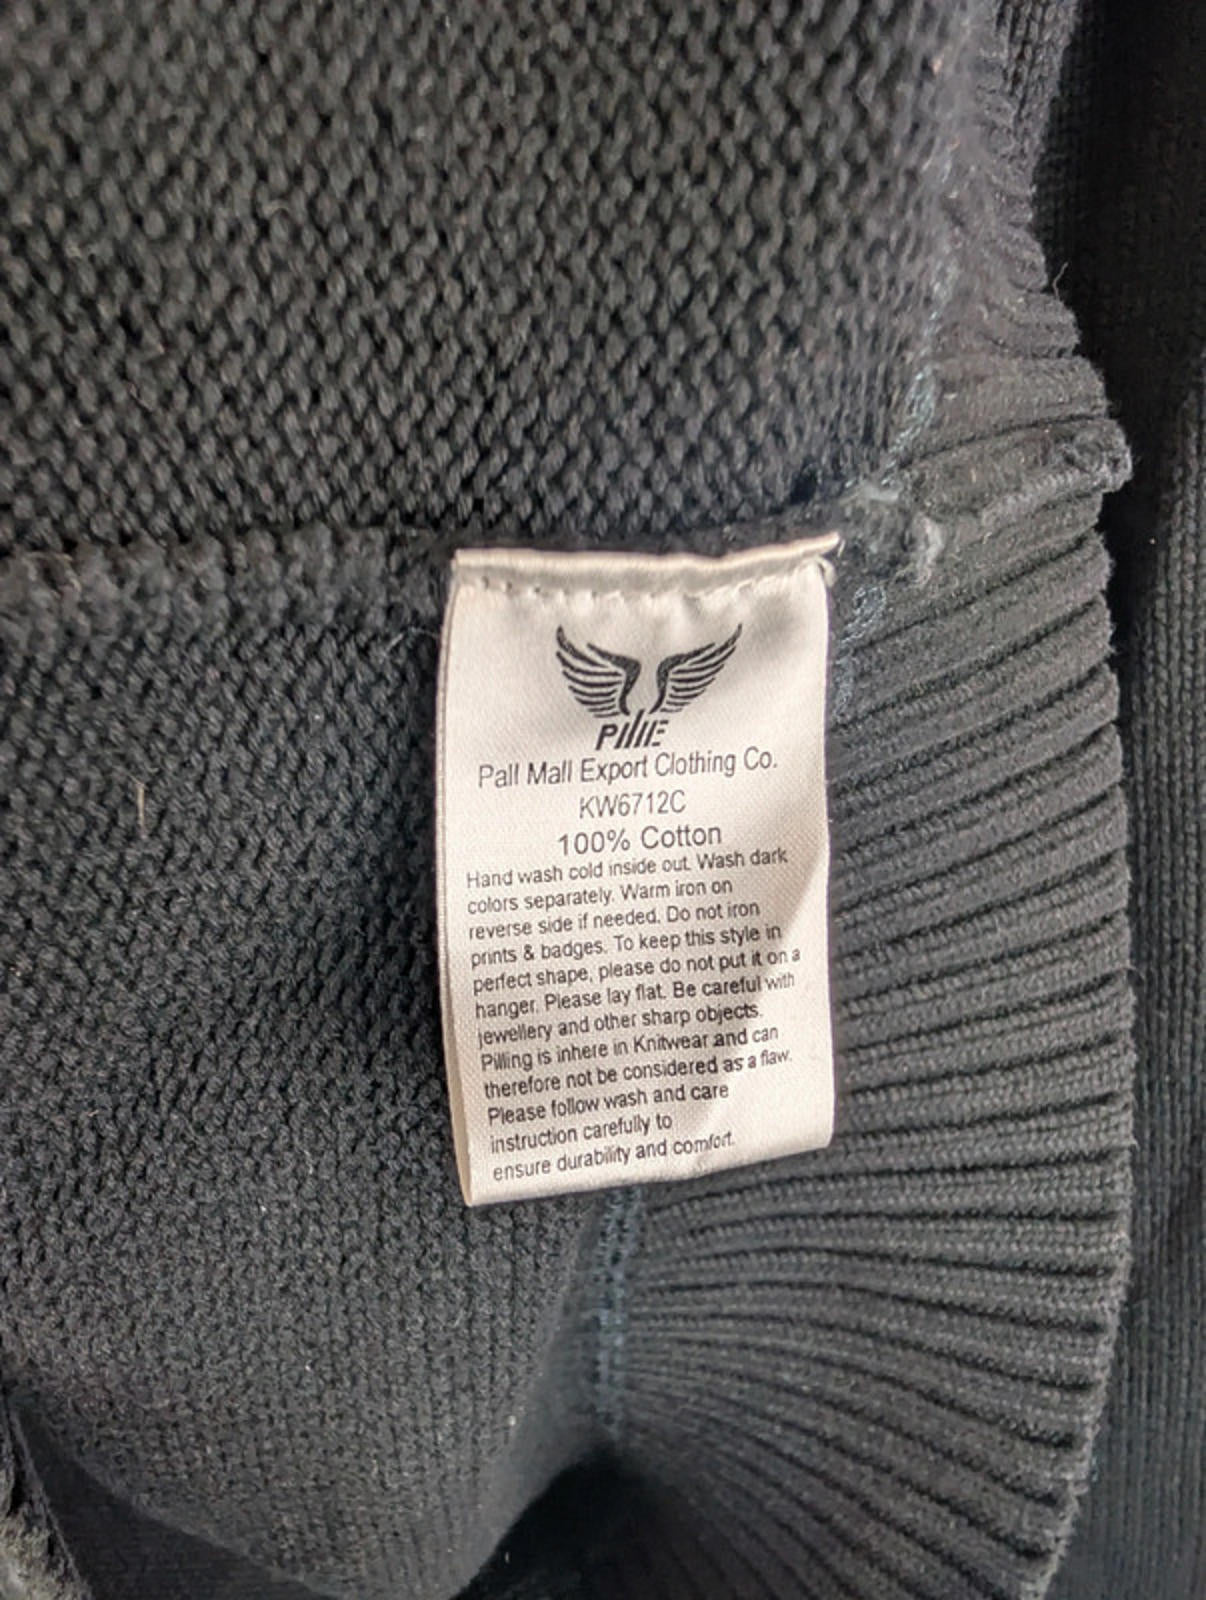 PME
Pall Mall Export Clothing Co.
KW6712C
100% Cotton
Hand wash cold inside out. Wash dark
colors separately. Warm iron on
reverse side if needed. Do not iron
prints & badges. To keep this style in
perfect shape, please do not put it on a
hanger. Please lay flat. Be careful with
jewellery and other sharp objects.
Pilling is inhere in Knitwear and can
therefore not be considered as a flaw.
Please follow wash and care
instruction carefully to
ensure durability and comfort.